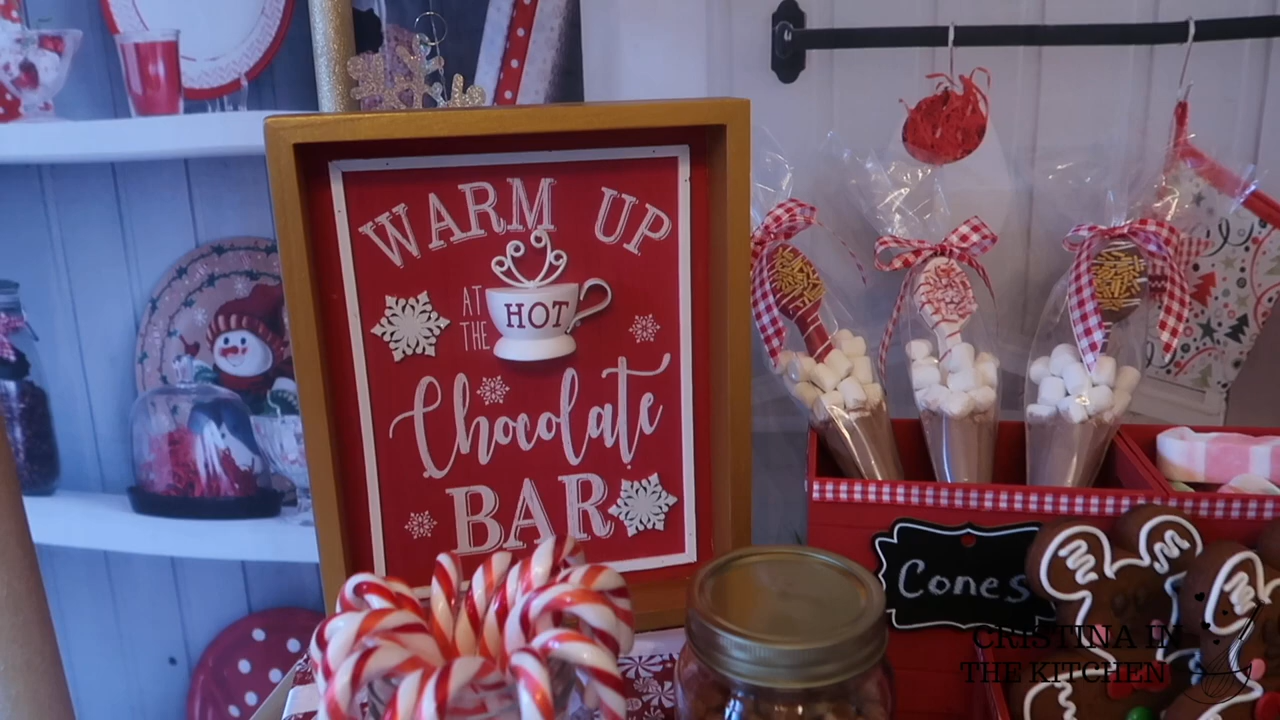 WARM UP
AT
THE
HOT
Chocolate
BAR
Cones
CRISTINA IN
THE KITCHEN